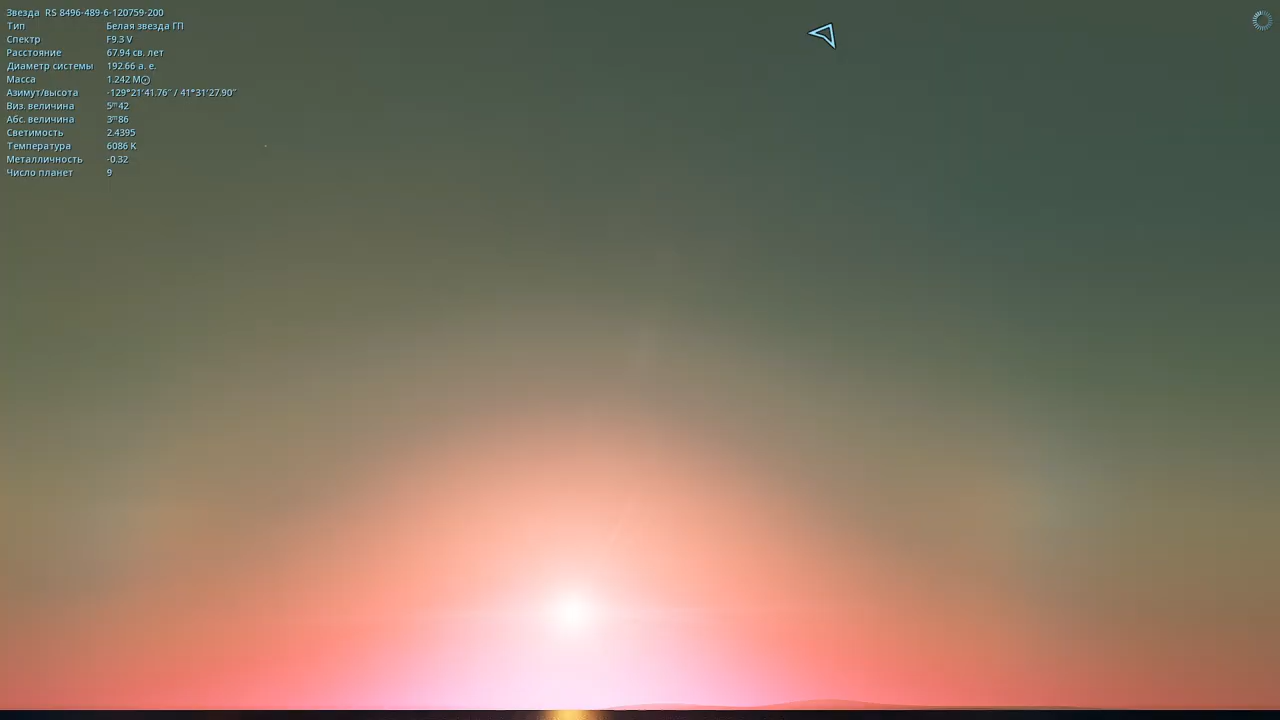 Звезда RS 8496-489-6-120759-200
Тип Белая звезда ГП
Спектр F9.3 V
Расстояние 67.94 св. лет
Диаметр системы 192.66 а. е.
Масса 1.242 M☉
Азимут/высота -129°21′41.76″ / 41°31′27.90″
Виз. величина 5ᵐ42
Абс. величина 3ᵐ86
Светимость 2.4395
Температура 6086 K
Металличность -0.32
Число планет 9